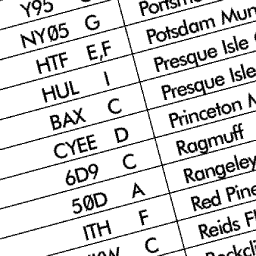 Y95
NY05 G
HTF E,F Potsdam Mun
HUL I Presque Isle
BAX C Presque Isle
CYEE D Princeton M
6D9 C Ragmuff
50D A Rangeley
ITH F Red Pine
C Reids